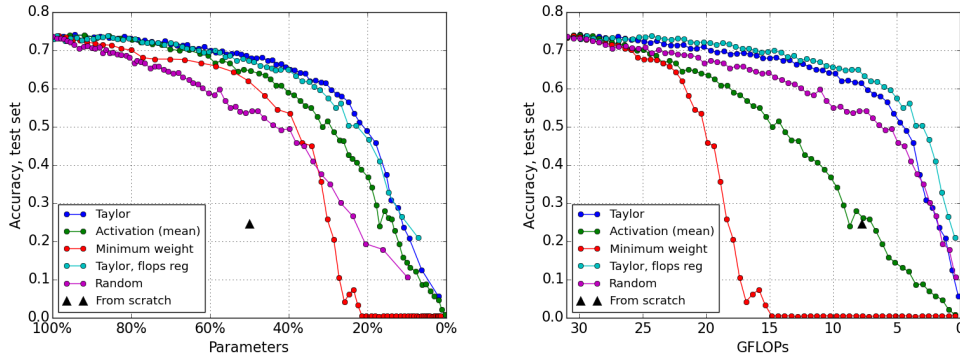 0.8
0.7
0.6
0.5
0.4
0.3
0.2
0.1
0.0
Accuracy, test set
Taylor
Activation (mean)
Minimum weight
Taylor, flops reg
Random
From scratch
100% 80% 60% 40% 20% 0%
Parameters
0.8
0.7
0.6
0.5
0.4
0.3
0.2
0.1
0.0
Accuracy, test set
Taylor
Activation (mean)
Minimum weight
Taylor, flops reg
Random
From scratch
30 25 20 15 10 5 0
GFLOPs